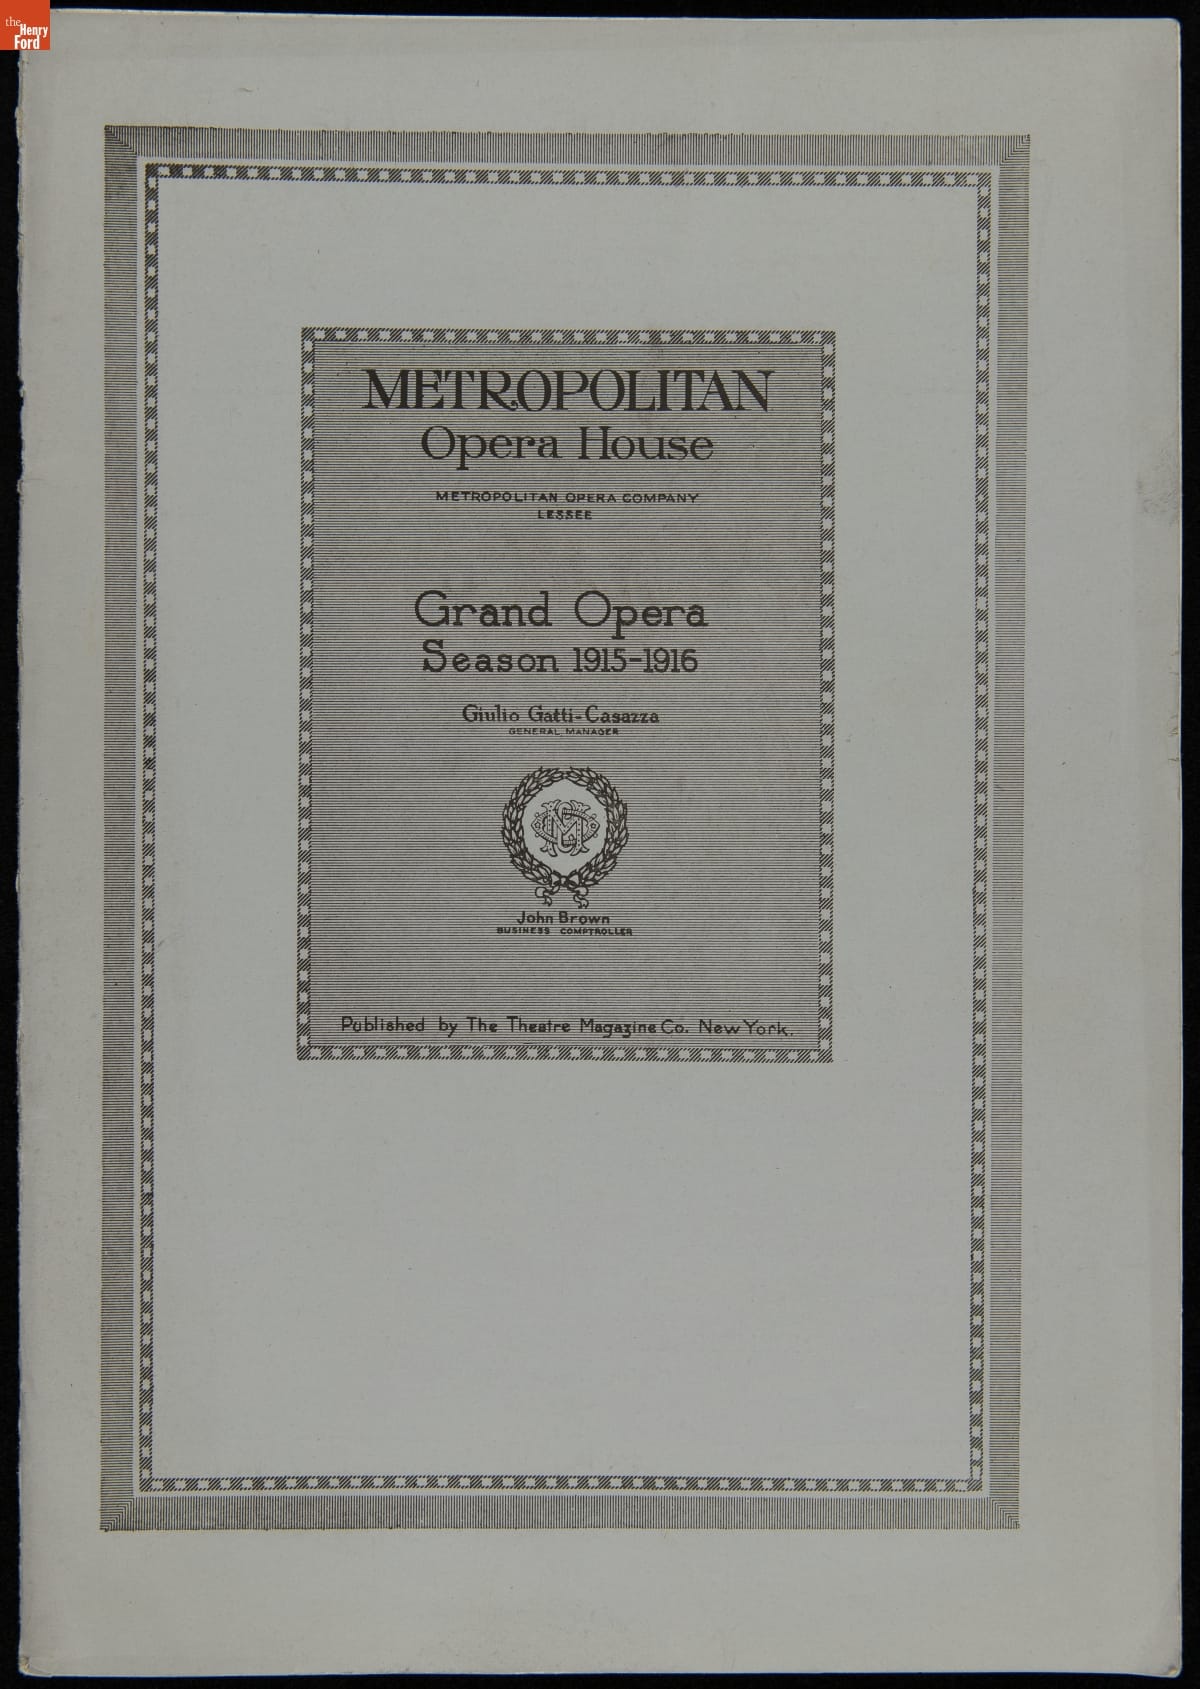 the
Henry
Ford
METROPOLITAN
Opera House
METROPOLITAN OPERA COMPANY
LESSEE
Grand Opera
Season 1915-1916
Giulio Gatti-Casazza
GENERAL MANAGER
John Brown
BUSINESS COMPTROLLER
Published by The Theatre Magazine Co. New York.